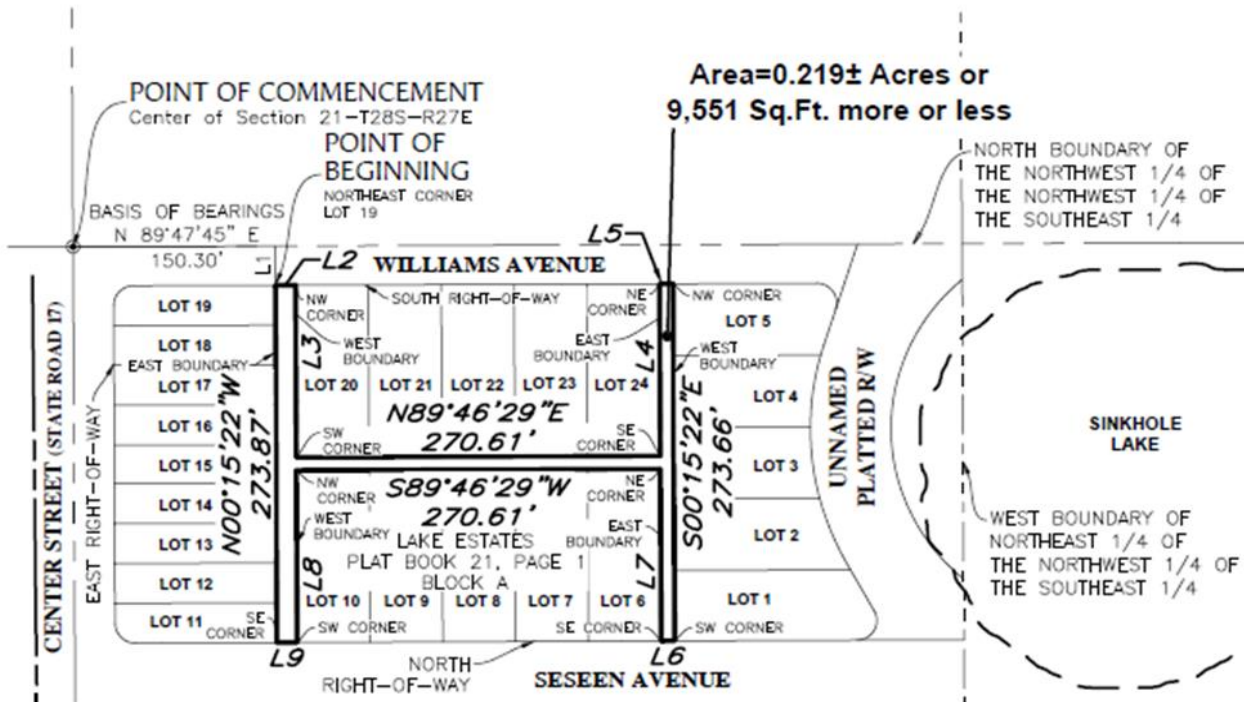 Area=0.219± Acres or
9,551 Sq.Ft. more or less
POINT OF COMMENCEMENT
Center of Section 21-T28S-R27E
POINT OF
BEGINNING
NORTHEAST CORNER
LOT 19
NORTH BOUNDARY OF
THE NORTHWEST 1/4 OF
THE NORTHWEST 1/4 OF
THE SOUTHEAST 1/4
BASIS OF BEARINGS
N 89°47'45" E
150.30'
L1
L2
WILLIAMS AVENUE
L5
NW
CORNER
SOUTH RIGHT-OF-WAY
NE
CORNER
NW CORNER
LOT 19
LOT 18
EAST BOUNDARY
LOT 17
LOT 16
LOT 15
LOT 14
LOT 13
LOT 12
LOT 11
SE
CORNER
CENTER STREET (STATE ROAD 17)
EAST RIGHT-OF-WAY
N00°15'22"W
273.87'
L3
WEST
BOUNDARY
EAST
BOUNDARY
L4
WEST
BOUNDARY
LOT 20
LOT 21
LOT 22
LOT 23
LOT 24
N89°46'29"E
270.61'
SW
CORNER
SE
CORNER
NW
CORNER
NE
CORNER
S89°46'29"W
270.61'
WEST
BOUNDARY
EAST
BOUNDARY
LAKE ESTATES
PLAT BOOK 21, PAGE 1
BLOCK A
L8
L7
LOT 10
LOT 9
LOT 8
LOT 7
LOT 6
SW CORNER
SE CORNER
SW CORNER
L9
L6
NORTH
RIGHT-OF-WAY
SESEEN AVENUE
S00°15'22"E
273.66'
LOT 5
LOT 4
LOT 3
LOT 2
LOT 1
UNNAMED
PLATTED R/W
SINKHOLE
LAKE
WEST BOUNDARY OF
NORTHEAST 1/4 OF
THE NORTHWEST 1/4 OF
THE SOUTHEAST 1/4